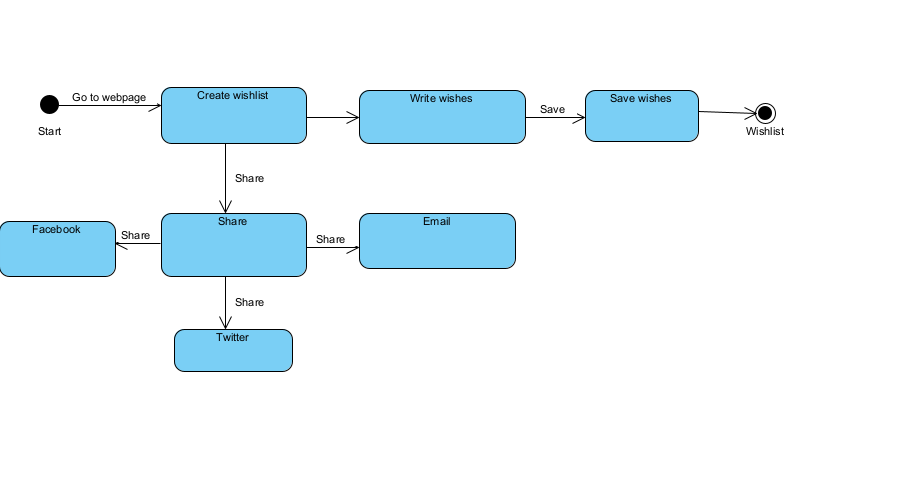 Go to webpage
Create wishlist
Write wishes
Save
Save wishes
Start
Wishlist
Share
Facebook
Share
Share
Share
Email
Share
Twitter